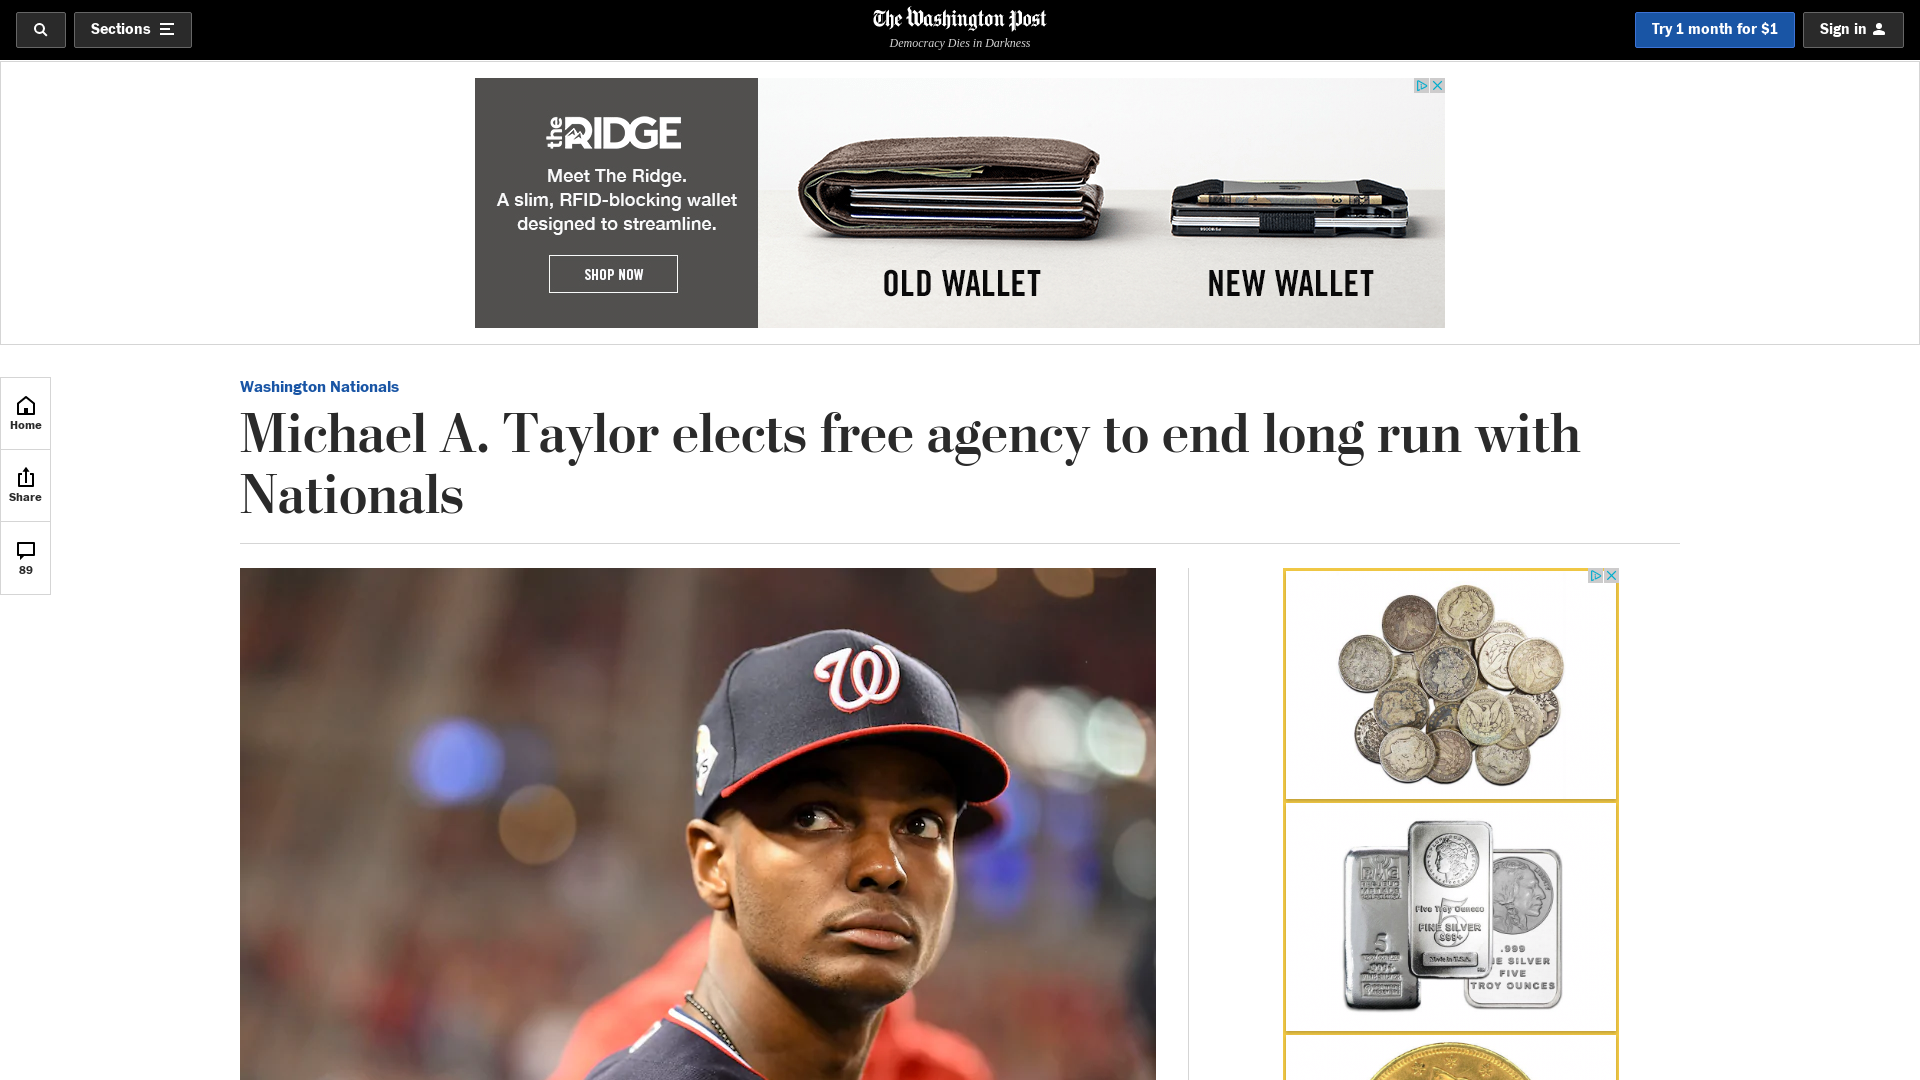 Sections
The Washington Post
Democracy Dies in Darkness
Try 1 month for $1
Sign in
the RIDGE
Meet The Ridge.
A slim, RFID-blocking wallet
designed to streamline.
SHOP NOW
OLD WALLET
NEW WALLET
Home
Share
89
Washington Nationals
Michael A. Taylor elects free agency to end long run with
Nationals
W
5
Five Troy Ounces
5
FINE SILVER
999+
.999
FINE SILVER
FIVE
TROY OUNCES